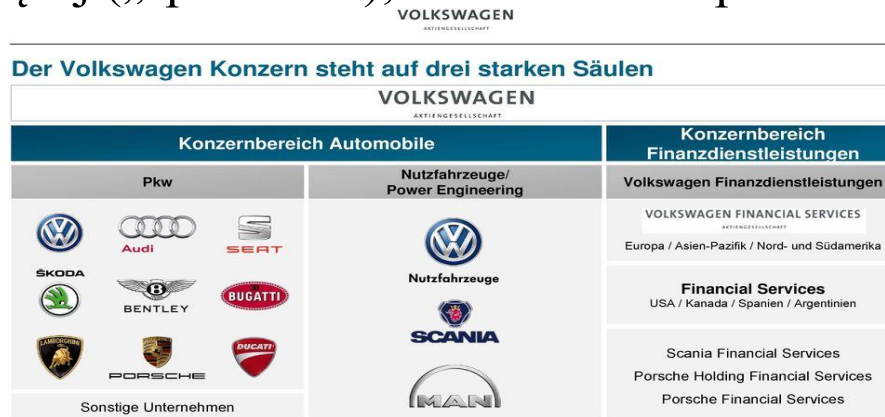 VOLKSWAGEN
AKTIENGESELLSCHAFT
Der Volkswagen Konzern steht auf drei starken Säulen
VOLKSWAGEN
AKTIENGESELLSCHAFT
Konzernbereich Automobile
Konzernbereich
Finanzdienstleistungen
Pkw
Nutzfahrzeuge/
Power Engineering
Volkswagen Finanzdienstleistungen
Audi
SEAT
ŠKODA
BENTLEY
BUGATTI
LAMBORGHINI
PORSCHE
DUCATI
Sonstige Unternehmen
Nutzfahrzeuge
SCANIA
MAN
VOLKSWAGEN FINANCIAL SERVICES
AKTIENGESELLSCHAFT
Europa / Asien-Pazifik / Nord- und Südamerika
Financial Services
USA / Kanada / Spanien / Argentinien
Scania Financial Services
Porsche Holding Financial Services
Porsche Financial Services